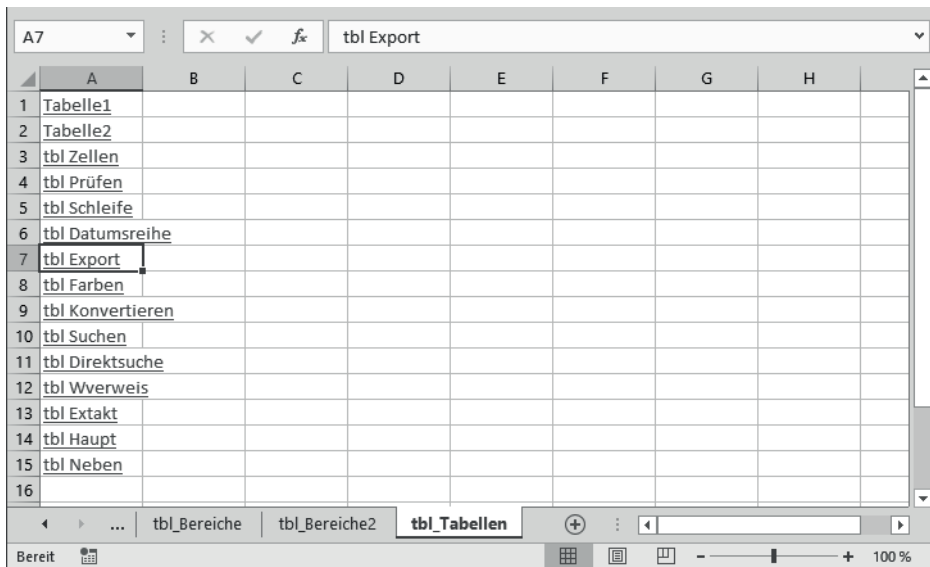 A7 fx tbl Export
A B C D E F G H
1 Tabelle1
2 Tabelle2
3 tbl Zellen
4 tbl Prüfen
5 tbl Schleife
6 tbl Datumsreihe
7 tbl Export
8 tbl Farben
9 tbl Konvertieren
10 tbl Suchen
11 tbl Direktsuche
12 tbl Wverweis
13 tbl Extakt
14 tbl Haupt
15 tbl Neben
16
... tbl_Bereiche tbl_Bereiche2 tbl_Tabellen
Bereit - + 100 %